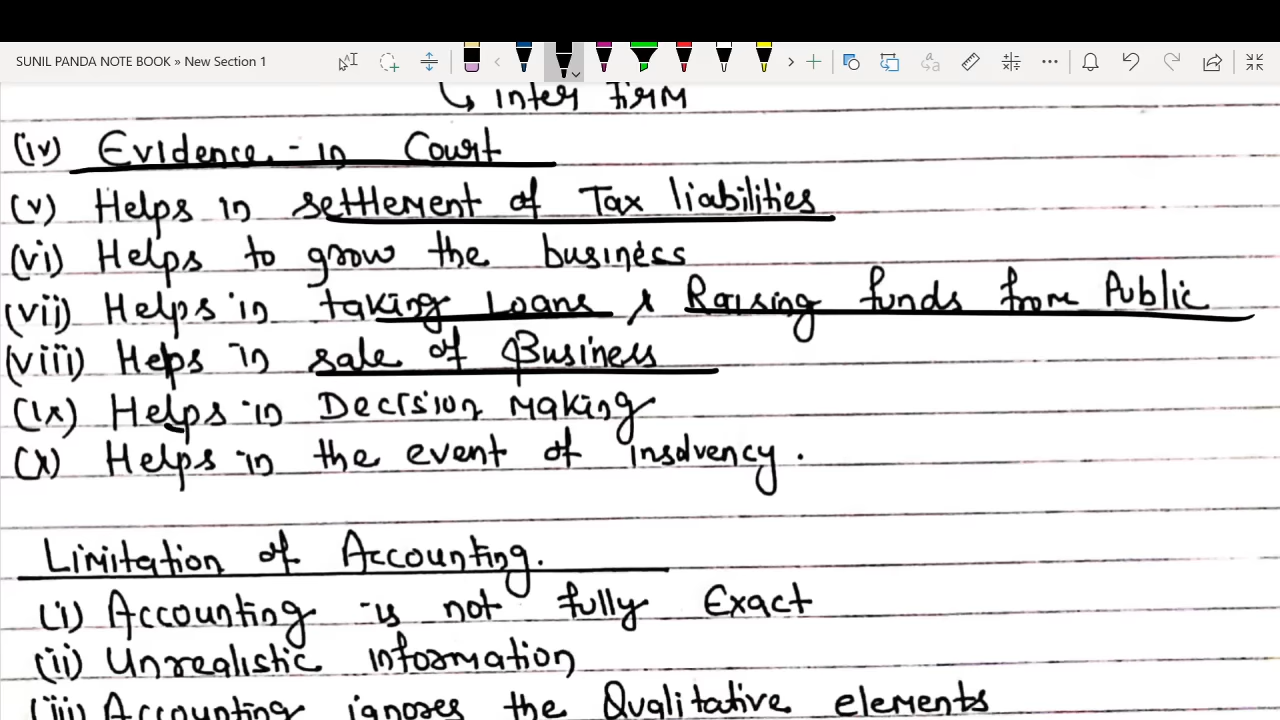 SUNIL PANDA NOTE BOOK » New Section 1
↳ Inter Firm
(iv) Evidence - in Court
(v) Helps in settlement of Tax liabilities
(vi) Helps to grow the business
(vii) Helps in taking Loans & Raising funds from Public
(viii) Helps in sale of Business
(ix) Helps in Decision Making
(x) Helps in the event of insolvency.
Limitation of Accounting.
(i) Accounting is not fully Exact
(ii) Unrealistic information
(iii) Accounting ignores the Qualitative elements